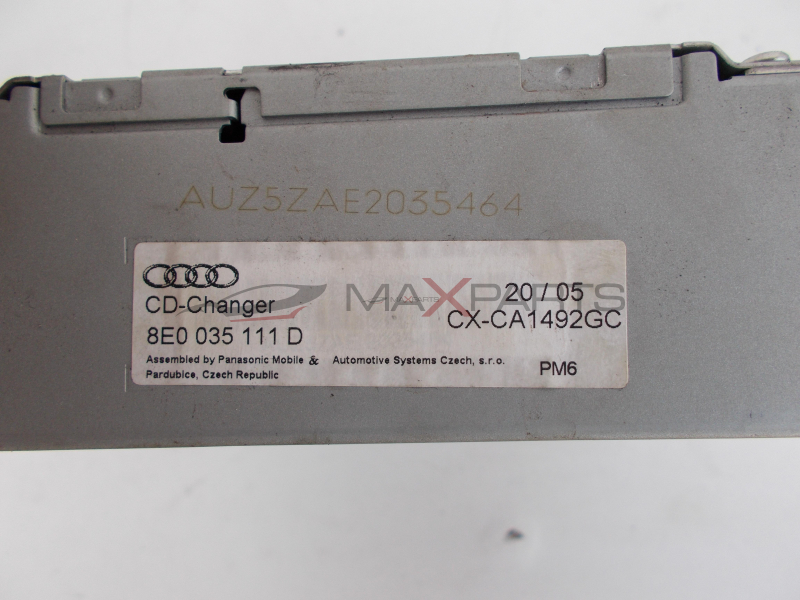 AUZ5ZAE2035464
CD-Changer
20 / 05
8E0 035 111 D
CX-CA1492GC
Assembled by Panasonic Mobile & Automotive Systems Czech, s.r.o.
Pardubice, Czech Republic
PM6
MAXPARTS
MAXPARTS